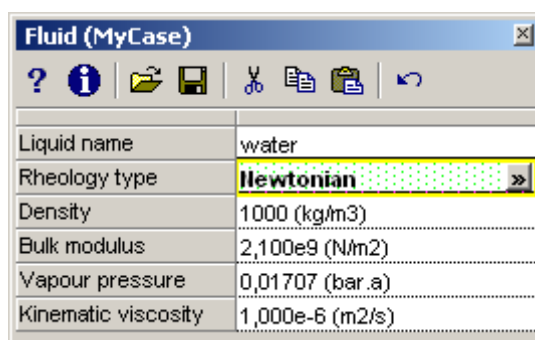 Fluid (MyCase)
Liquid name water
Rheology type Newtonian »
Density 1000 (kg/m3)
Bulk modulus 2,100e9 (N/m2)
Vapour pressure 0,01707 (bar.a)
Kinematic viscosity 1,000e-6 (m2/s)